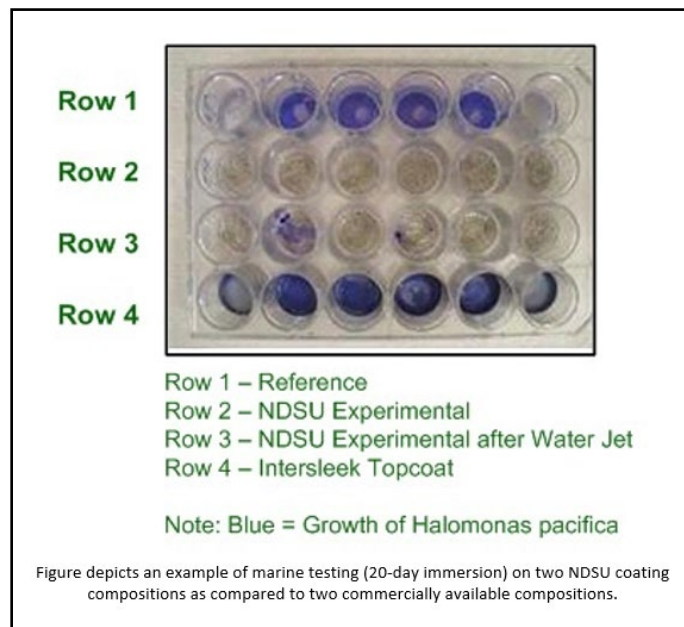 Row 1
Row 2
Row 3
Row 4
Row 1 – Reference
Row 2 – NDSU Experimental
Row 3 – NDSU Experimental after Water Jet
Row 4 – Intersleek Topcoat
Note: Blue = Growth of Halomonas pacifica
Figure depicts an example of marine testing (20-day immersion) on two NDSU coating
compositions as compared to two commercially available compositions.